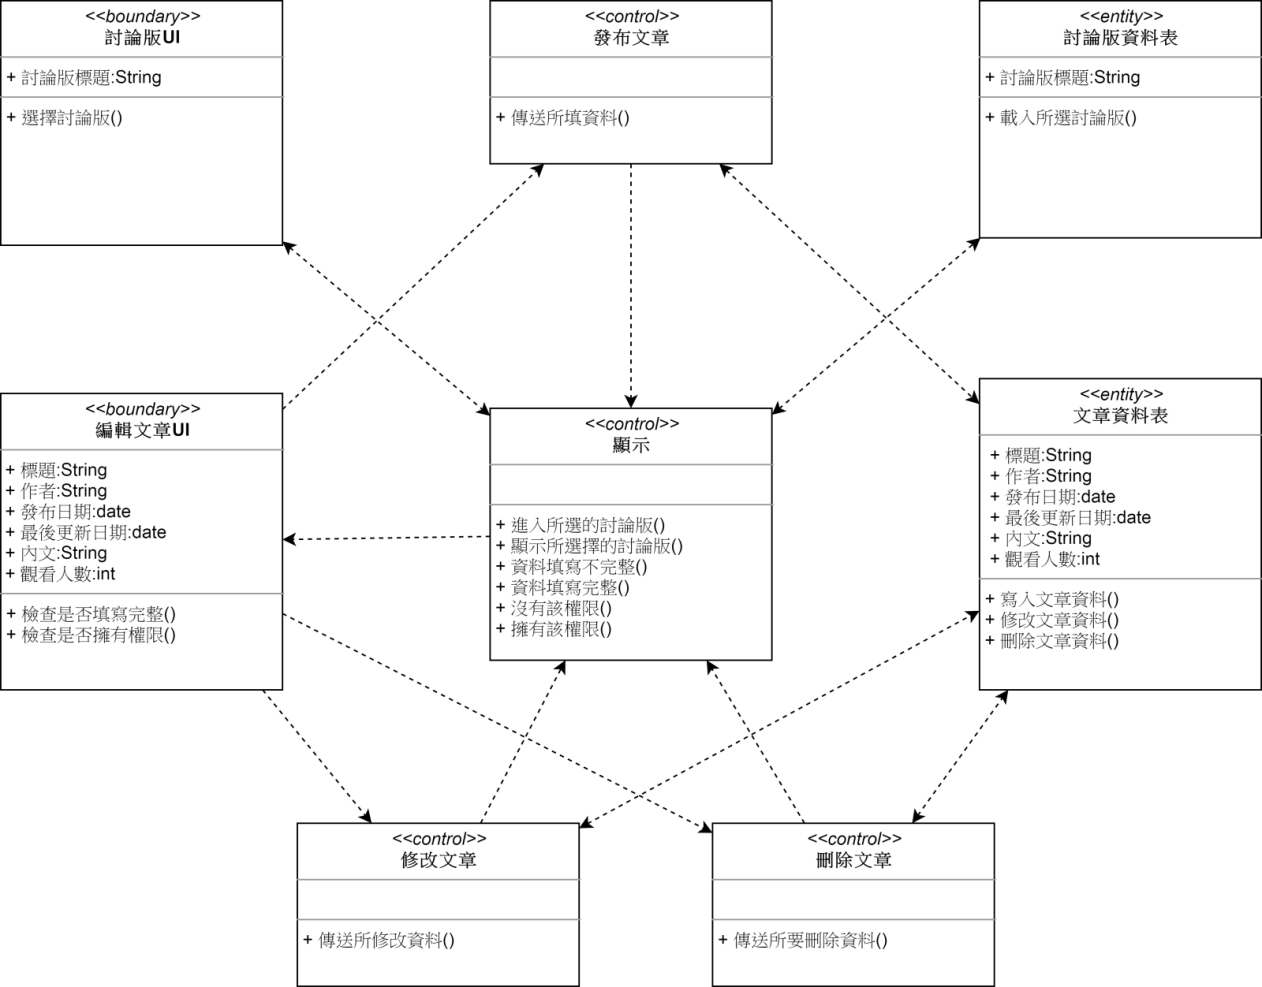 <<boundary>>
討論版UI
+ 討論版標題:String
+ 選擇討論版()
<<control>>
發布文章
+ 傳送所填資料()
<<entity>>
討論版資料表
+ 討論版標題:String
+ 載入所選討論版()
<<boundary>>
編輯文章UI
+ 標題:String
+ 作者:String
+ 發布日期:date
+ 最後更新日期:date
+ 內文:String
+ 觀看人數:int
+ 檢查是否填寫完整()
+ 檢查是否擁有權限()
<<control>>
顯示
+ 進入所選的討論版()
+ 顯示所選擇的討論版()
+ 資料填寫不完整()
+ 資料填寫完整()
+ 沒有該權限()
+ 擁有該權限()
<<entity>>
文章資料表
+ 標題:String
+ 作者:String
+ 發布日期:date
+ 最後更新日期:date
+ 內文:String
+ 觀看人數:int
+ 寫入文章資料()
+ 修改文章資料()
+ 刪除文章資料()
<<control>>
修改文章
+ 傳送所修改資料()
<<control>>
刪除文章
+ 傳送所要刪除資料()